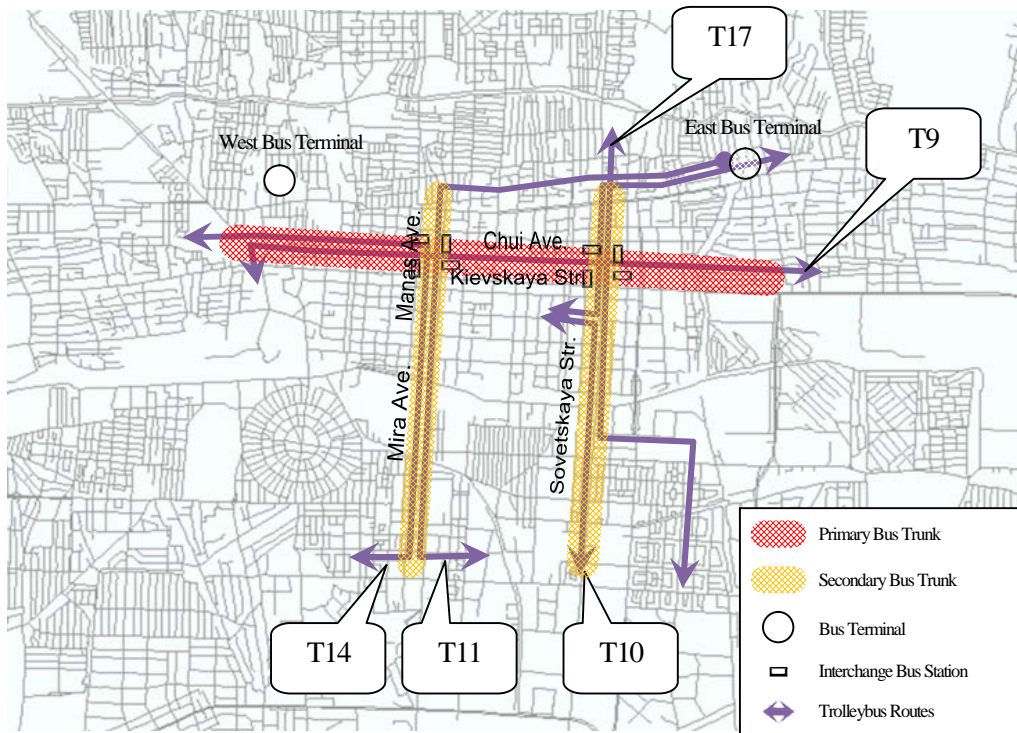 T17
East Bus Terminal
T9
West Bus Terminal
Manas Ave.
Chui Ave.
Kievskaya Str.
Mira Ave.
Sovetskaya Str.
T14
T11
T10
Primary Bus Trunk
Secondary Bus Trunk
Bus Terminal
Interchange Bus Station
Trolleybus Routes